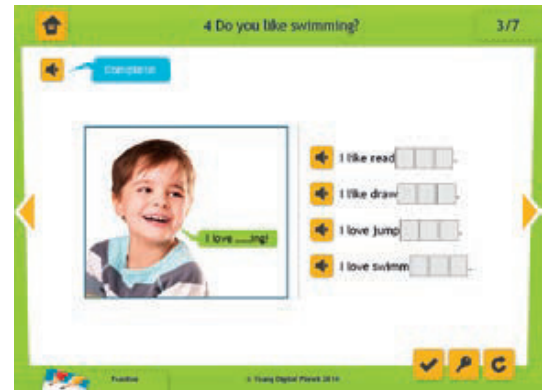 4 Do you like swimming?
3/7
Complete
I love ....ing!
I like read
.
I like draw
.
I love jump
.
I love swimm
.
Practice
© Young Digital Planet 2014